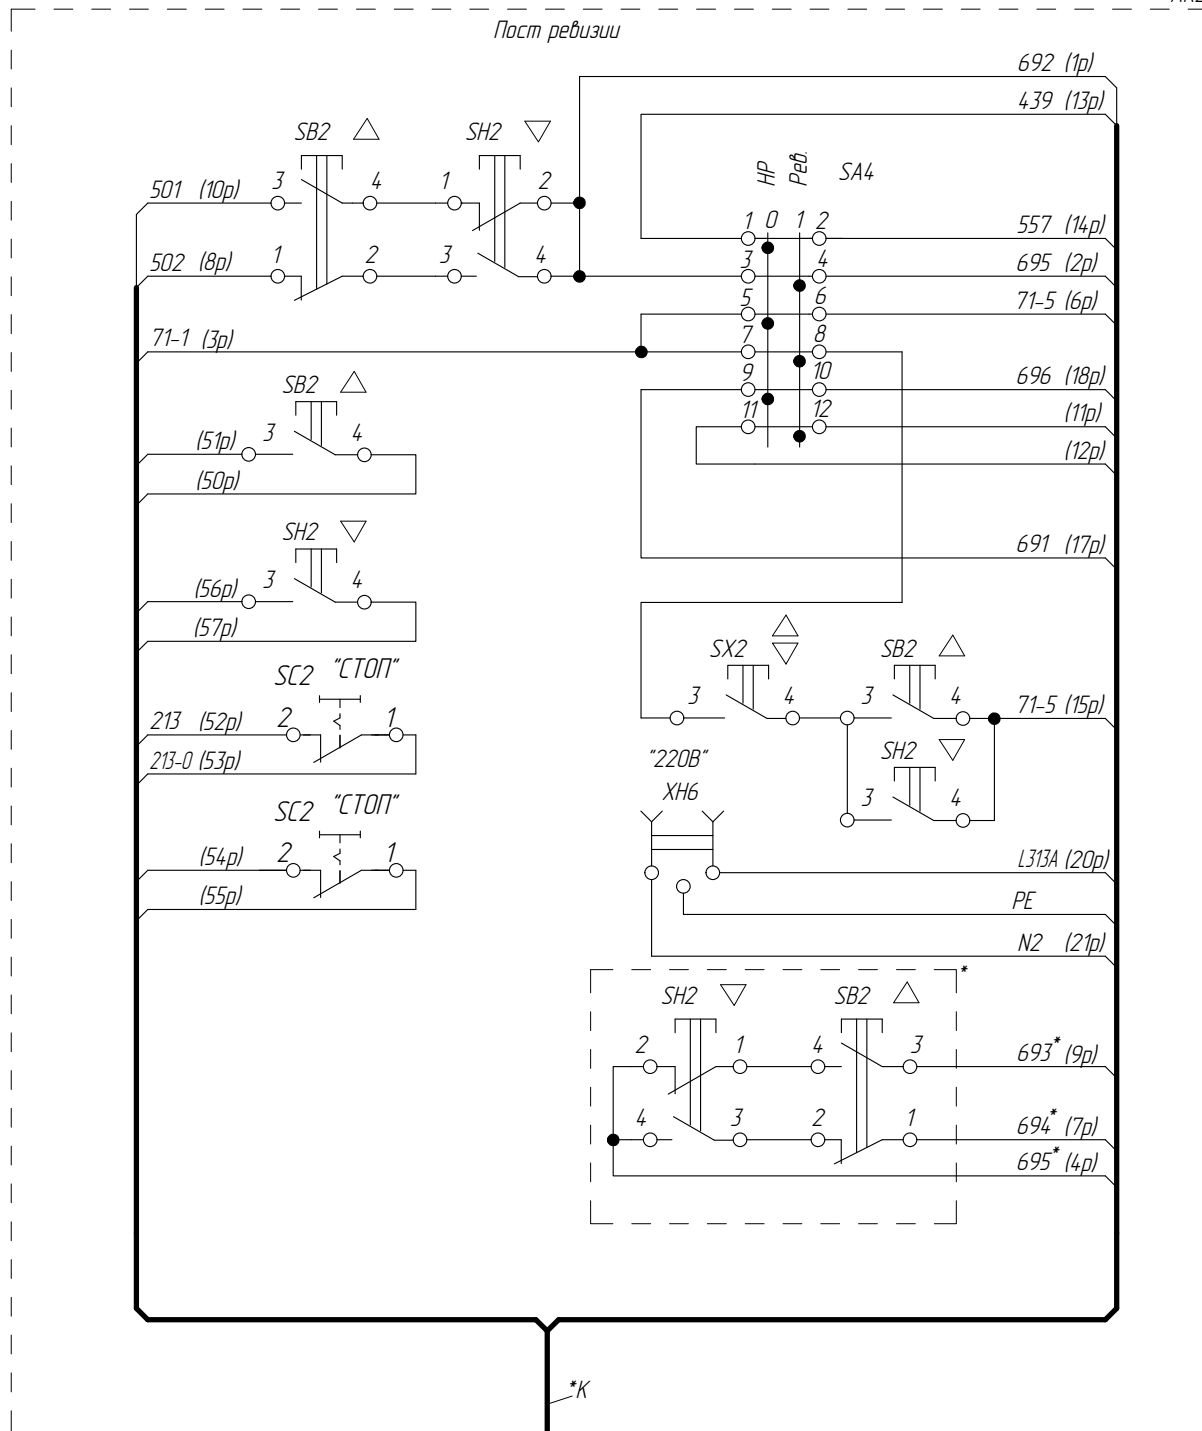 Пост ревизии
692 (1р)
439 (13р)
SB2
SH2
НР
Рев.
SA4
501 (10р)
3
4
1
2
1 0 1 2
557 (14р)
502 (8р)
1
2
3
4
3
4
695 (2р)
5
6
71-5 (6р)
71-1 (3р)
7
8
9
10
696 (18р)
SB2
11
12
(11р)
(51р)
3
4
(12р)
(50р)
SH2
691 (17р)
(56р)
3
4
(57р)
SX2
SB2
SC2 "СТОП"
3
4
3
4
71-5 (15р)
213 (52р)
2
1
213-0 (53р)
"220В"
SH2
XH6
3
4
SC2 "СТОП"
(54р)
2
1
L313A (20р)
(55р)
PE
N2 (21р)
*
SH2
SB2
2
1
4
3
693* (9р)
4
3
2
1
694* (7р)
695* (4р)
*К